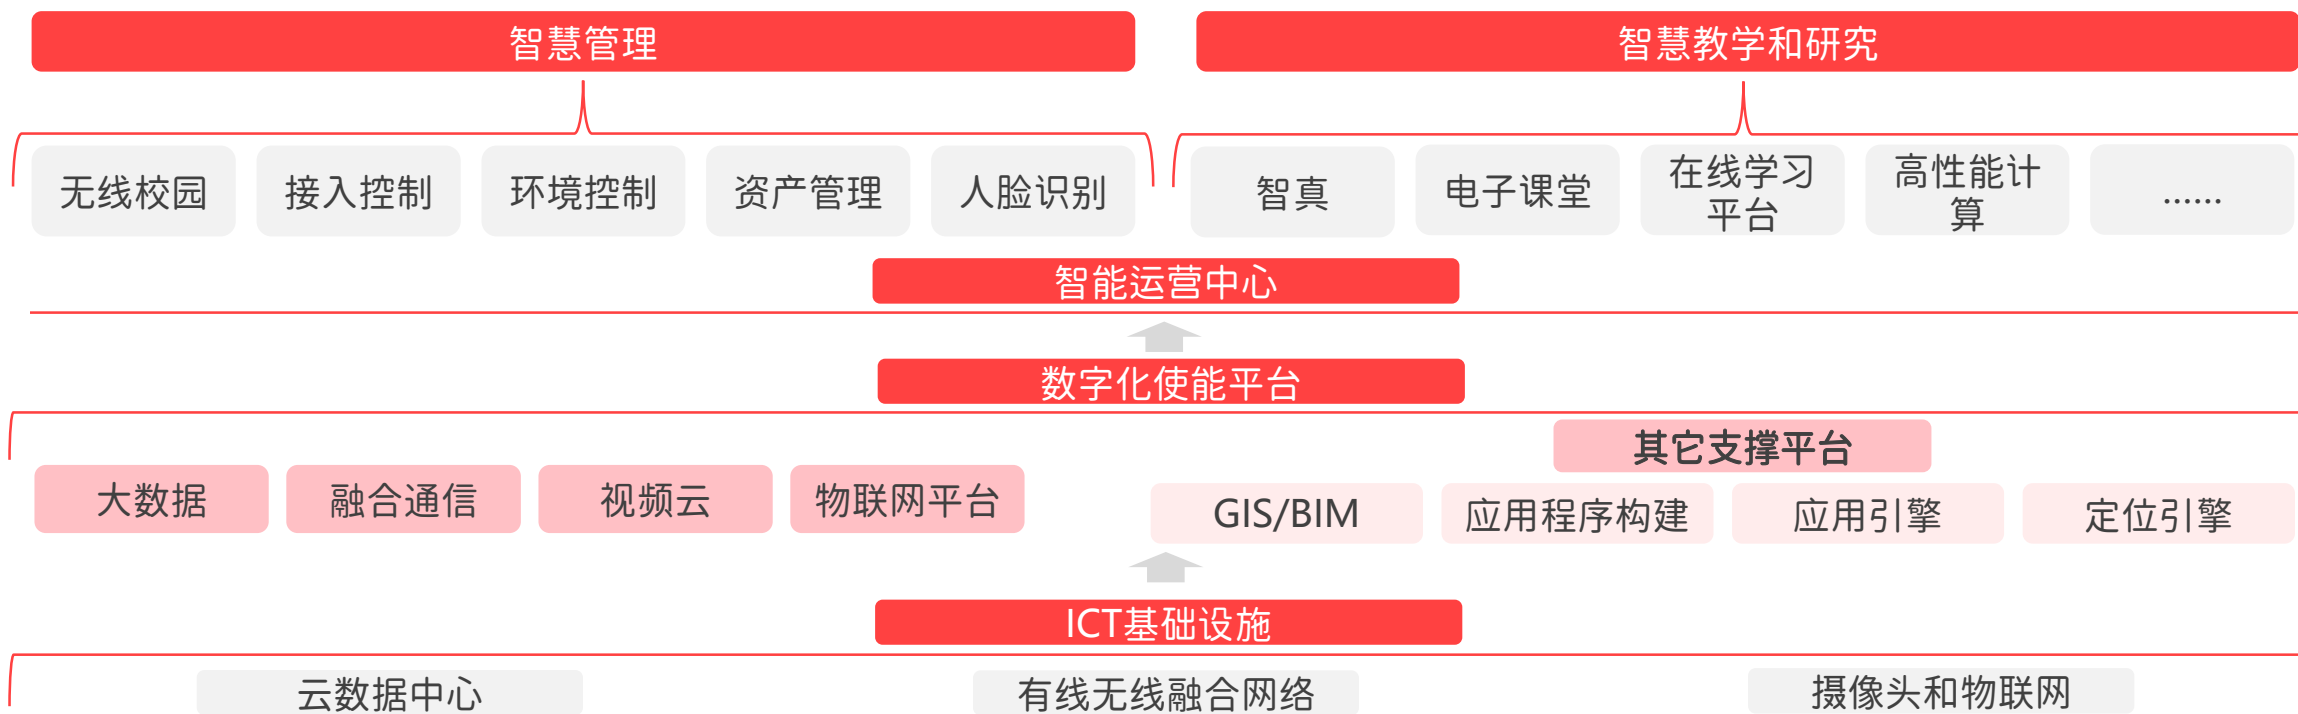 智慧管理
智慧教学和研究
无线校园
接入控制
环境控制
资产管理
人脸识别
智真
电子课堂
在线学习
平台
高性能计
算
......
智能运营中心
数字化使能平台
其它支撑平台
大数据
融合通信
视频云
物联网平台
GIS/BIM
应用程序构建
应用引擎
定位引擎
ICT基础设施
云数据中心
有线无线融合网络
摄像头和物联网